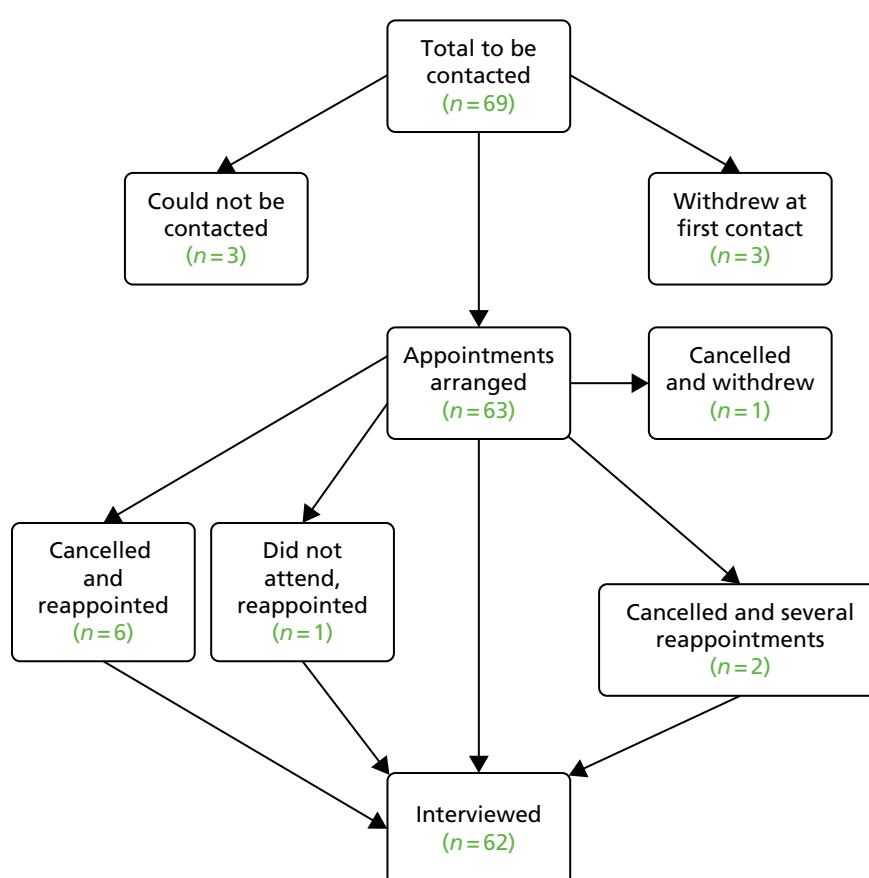 Total to be
contacted
(n=69)
Could not be
contacted
(n=3)
Withdrew at
first contact
(n=3)
Appointments
arranged
(n=63)
Cancelled
and withdrew
(n=1)
Cancelled
and
reappointed
(n=6)
Did not
attend,
reappointed
(n=1)
Cancelled and several
reappointments
(n=2)
Interviewed
(n=62)